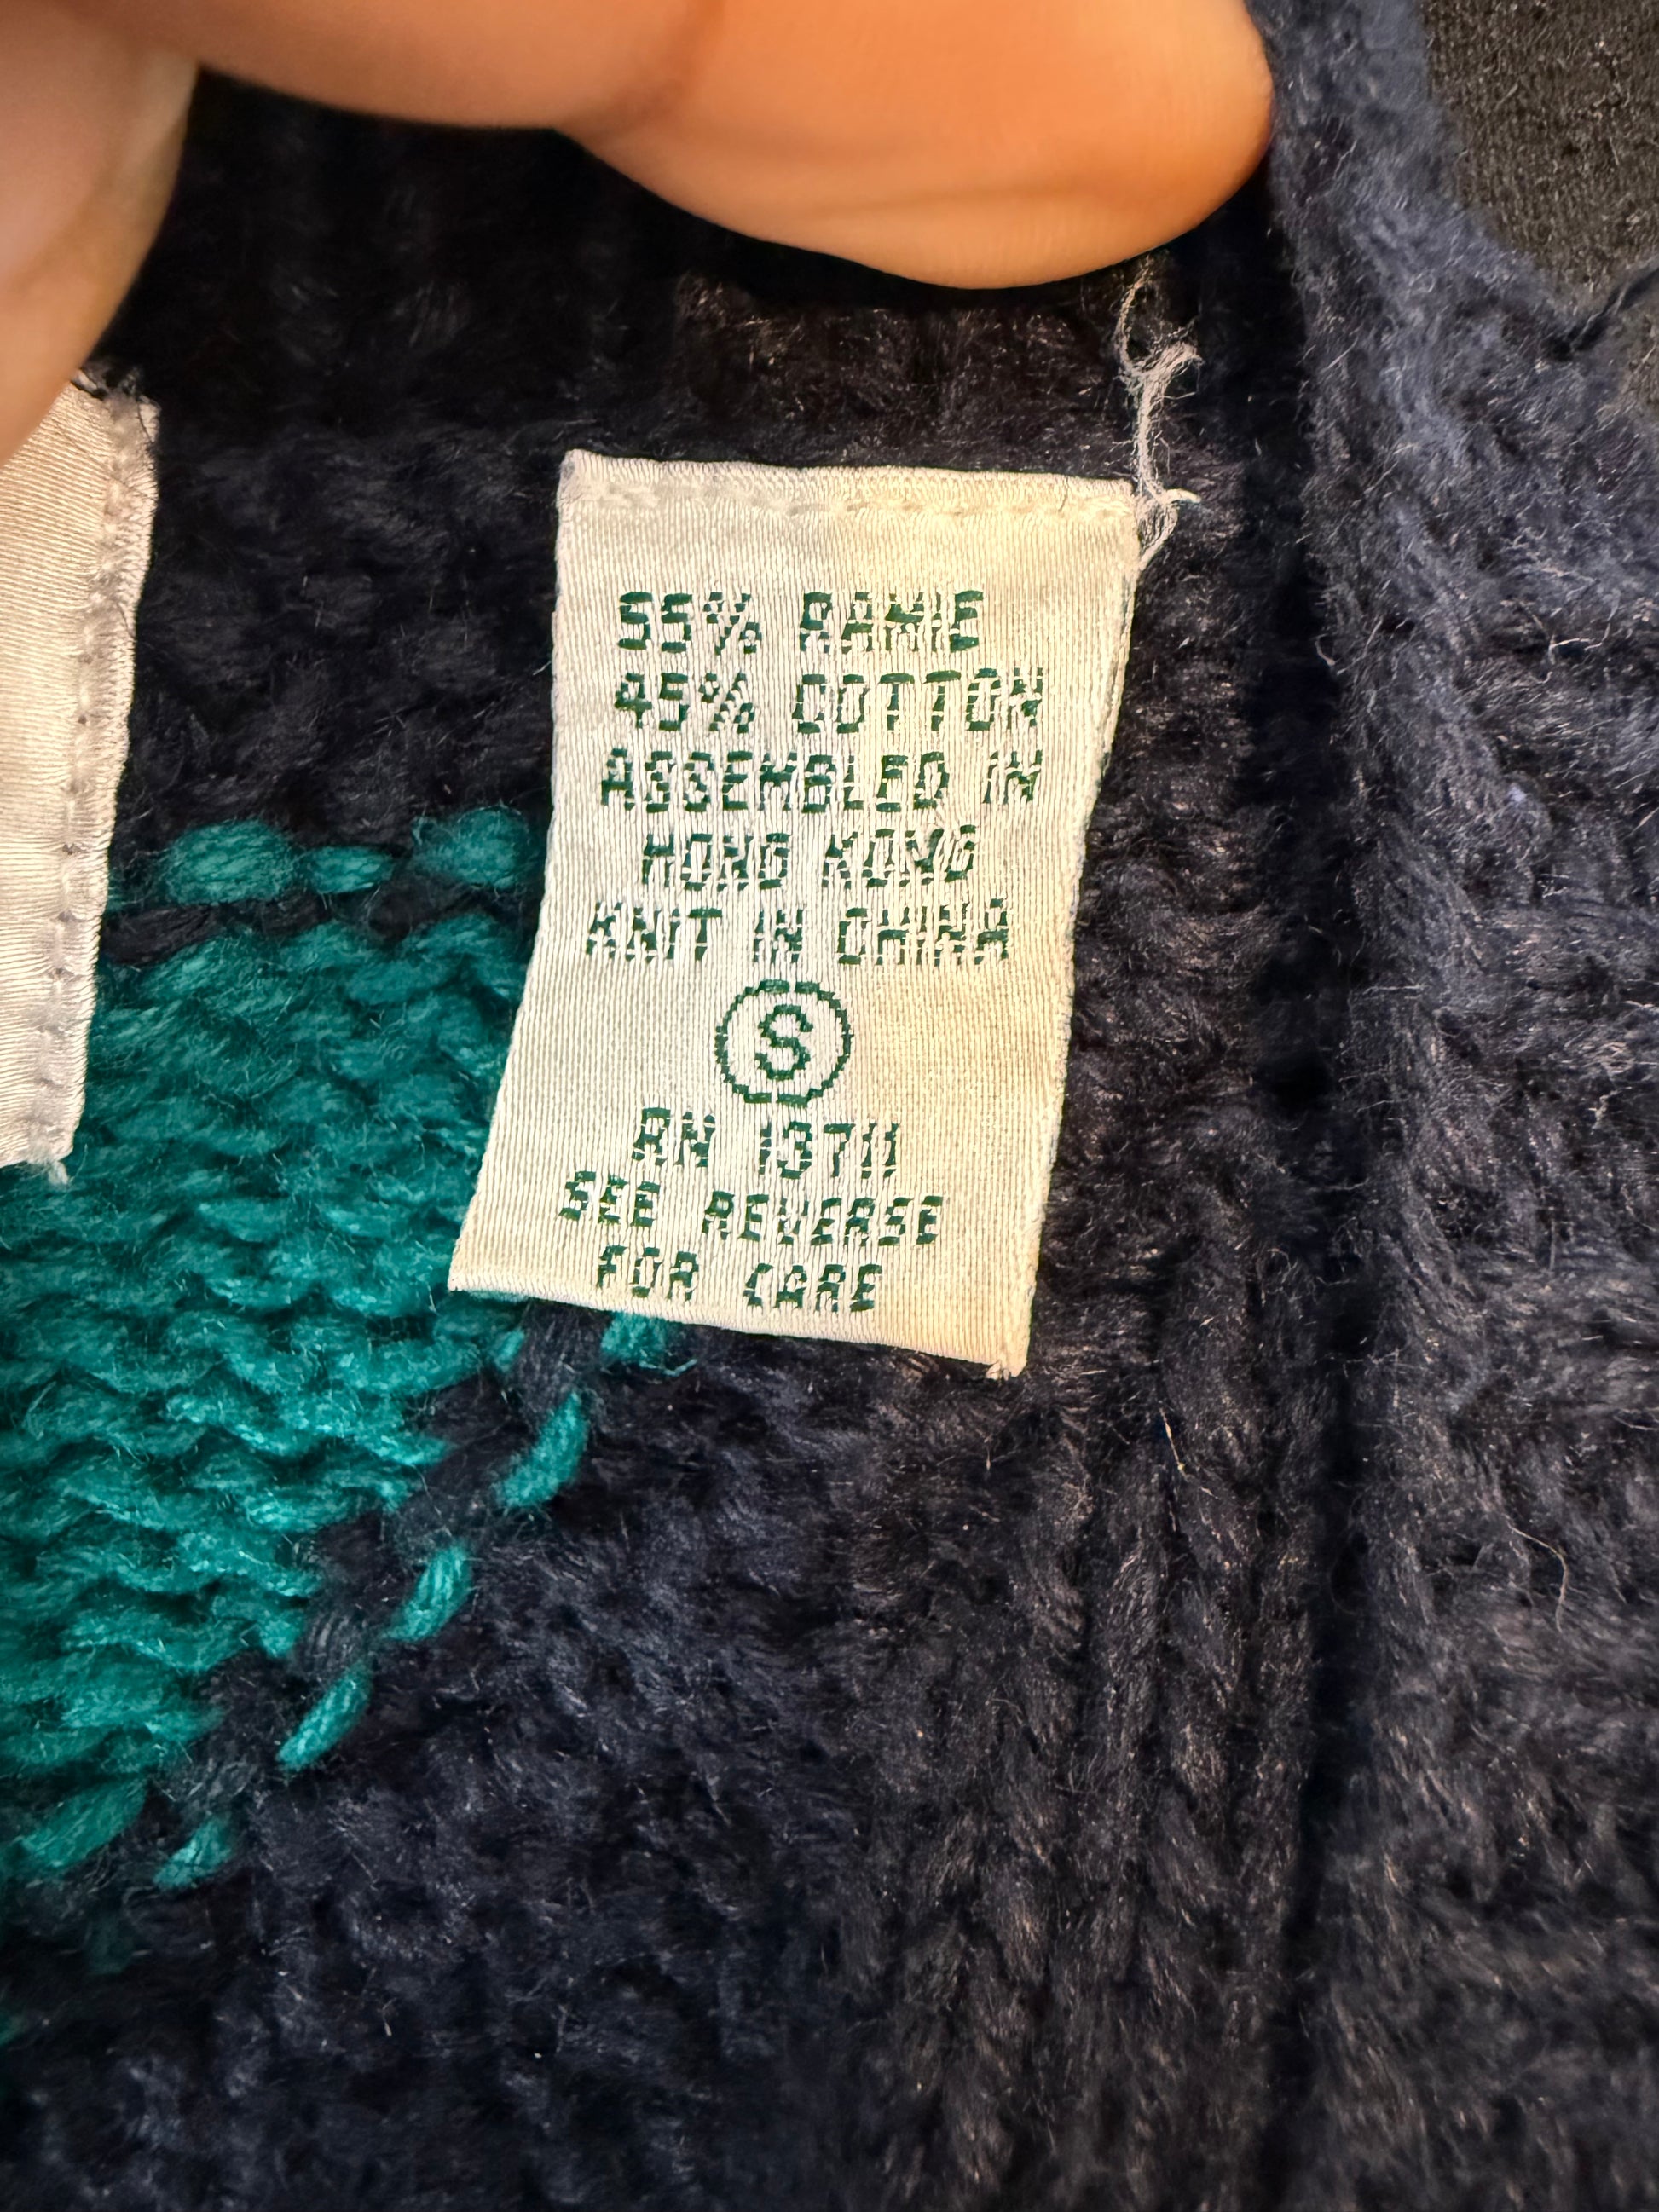 55% RAMIE
45% COTTON
ASSEMBLED IN
HONG KONG
KNIT IN CHINA
S
RN 13711
SEE REVERSE
FOR CARE